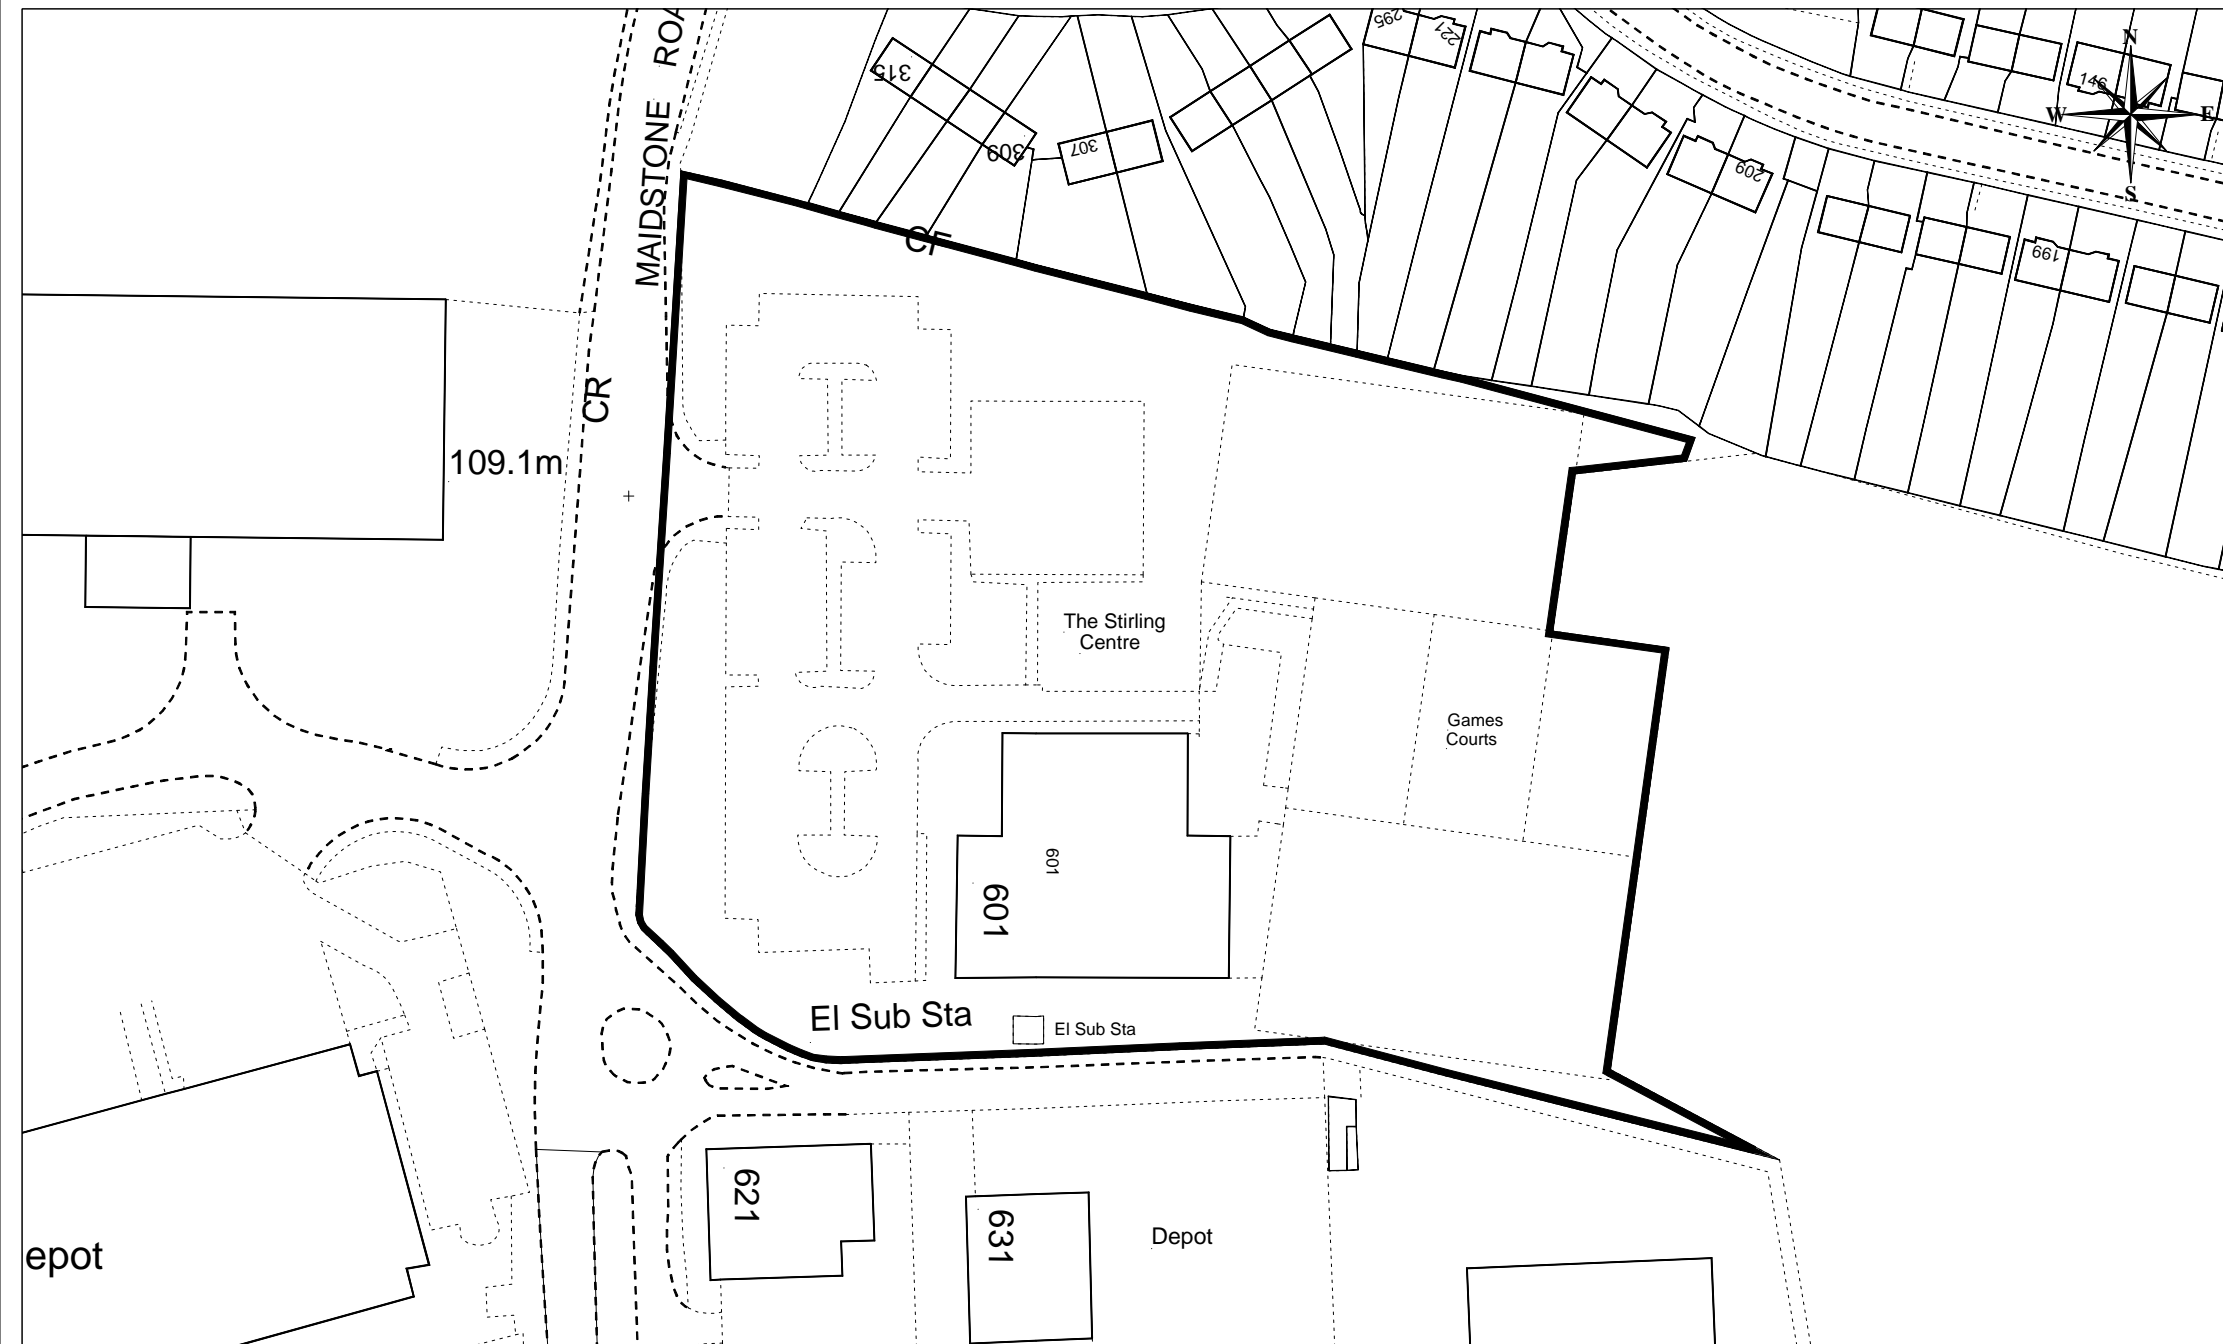 MAIDSTONE ROA
315
309
307
295
221
209
199
146
N
W
E
S
CF
CR
109.1m
The Stirling
Centre
Games
Courts
601
601
El Sub Sta
El Sub Sta
621
631
Depot
epot